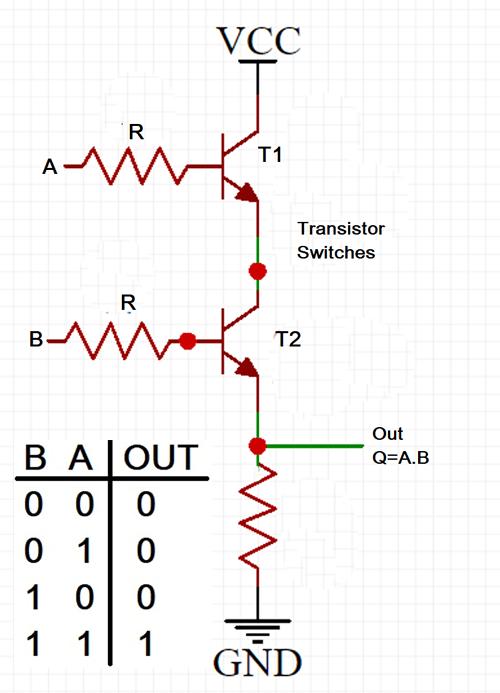 VCC
R
A
T1
Transistor
Switches
R
B
T2
Out
Q=A.B
B A OUT
0 0 0
0 1 0
1 0 0
1 1 1
GND